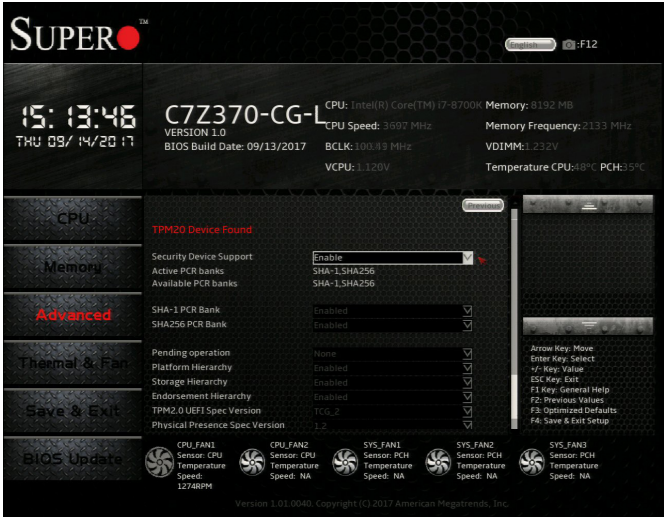 SUPER
TM
English :F12
15:13:46
THU 09/14/2017
C7Z370-CG-L
VERSION 1.0
BIOS Build Date: 09/13/2017
CPU: Intel(R) Core(TM) i7-8700K
CPU Speed: 3697 MHz
BCLK:100.49 MHz
VCPU:1.120V
Memory: 8192 MB
Memory Frequency:2133 MHz
VDIMM:1.232V
Temperature CPU:48°C PCH:35°C
CPU
Memory
Advanced
Thermal & Fan
Save & Exit
BIOS Update
Previous
TPM20 Device Found
Security Device Support Enable
Active PCR banks SHA-1,SHA256
Available PCR banks SHA-1,SHA256
SHA-1 PCR Bank Enabled
SHA256 PCR Bank Enabled
Pending operation None
Platform Hierarchy Enabled
Storage Hierarchy Enabled
Endorsement Hierarchy Enabled
TPM2.0 UEFI Spec Version TCG_2
Physical Presence Spec Version 1.2
Arrow Key: Move
Enter Key: Select
+/- Key: Value
ESC Key: Exit
F1 Key: General Help
F2: Previous Values
F3: Optimized Defaults
F4: Save & Exit Setup
CPU_FAN1
Sensor: CPU
Temperature
Speed:
1274RPM
CPU_FAN2
Sensor: CPU
Temperature
Speed: NA
SYS_FAN1
Sensor: PCH
Temperature
Speed: NA
SYS_FAN2
Sensor: PCH
Temperature
Speed: NA
SYS_FAN3
Sensor: PCH
Temperature
Speed: NA
Version 1.01.0040. Copyright (C) 2017 American Megatrends, Inc.